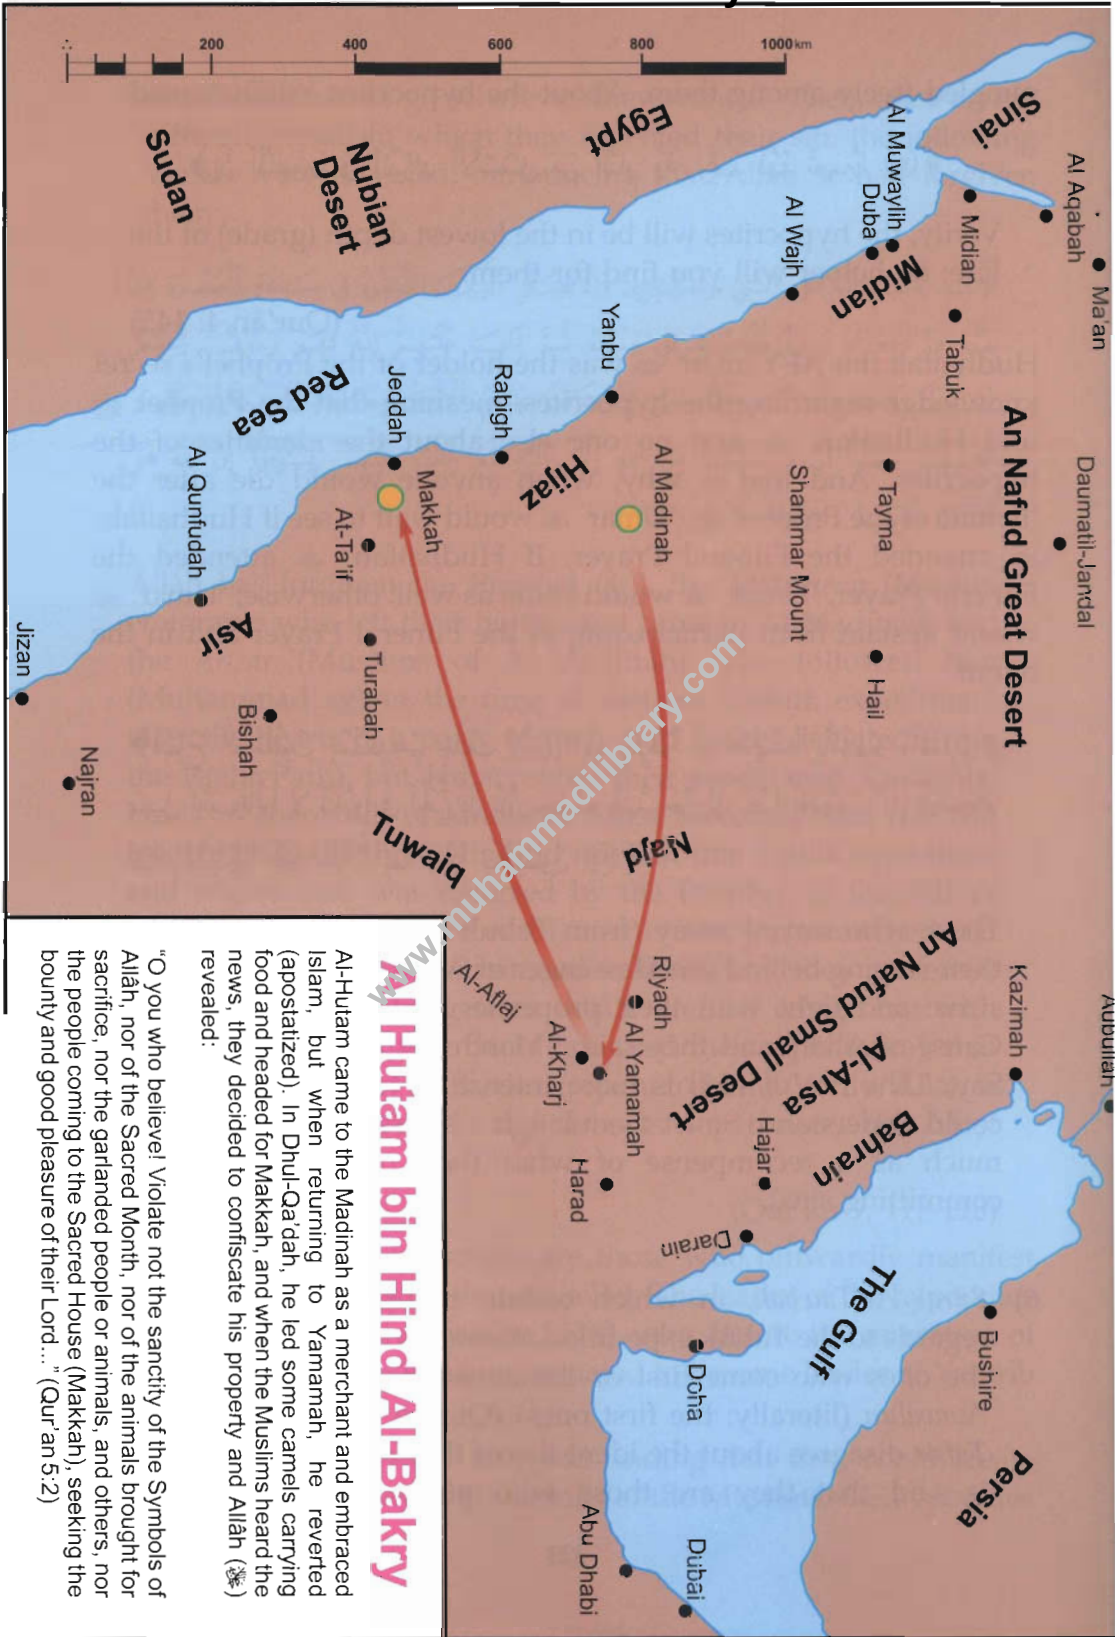 200
400
600
800
1000km
Sinai
Egypt
Nubian
Desert
Sudan
Al Aqabah
Ma'an
Al Muwaylih
Duba
Midian
Midian
Al Wajh
Tabuk
Yanbu
Red Sea
Jeddah
Rabigh
Hijaz
An Nafud Great Desert
Daumatil-Jandal
Tayma
Shammar Mount
Al Madinah
Makkah
At-Ta'if
Al Qunfudah
Asir
Hail
Turabah
Jizan
Bishah
Najran
Tuwaiq
Najd
An Nafud Small Desert
Kazimah
Aubullah
Riyadh
Al Yamamah
Al-Aflaj
Al-Kharj
Al-Ahsa
Bahrain
Hajar
Harad
Darain
The Gulf
Bushire
Doha
Persia
Abu Dhabi
Dubai
www.muhammadilibrary.com
Al Hutam bin Hind Al-Bakry
Al-Hutam came to the Madinah as a merchant and embraced
Islam, but when returning to Yamamah, he reverted
(apostatized). In Dhul-Qa'dah, he led some camels carrying
food and headed for Makkah, and when the Muslims heard the
news, they decided to confiscate his property and Allâh (ﷻ)
revealed:
"O you who believe! Violate not the sanctity of the Symbols of
Allâh, nor of the Sacred Month, nor of the animals brought for
sacrifice, nor the garlanded people or animals, and others, nor
the people coming to the Sacred House (Makkah), seeking the
bounty and good pleasure of their Lord..." (Qur'an 5:2)